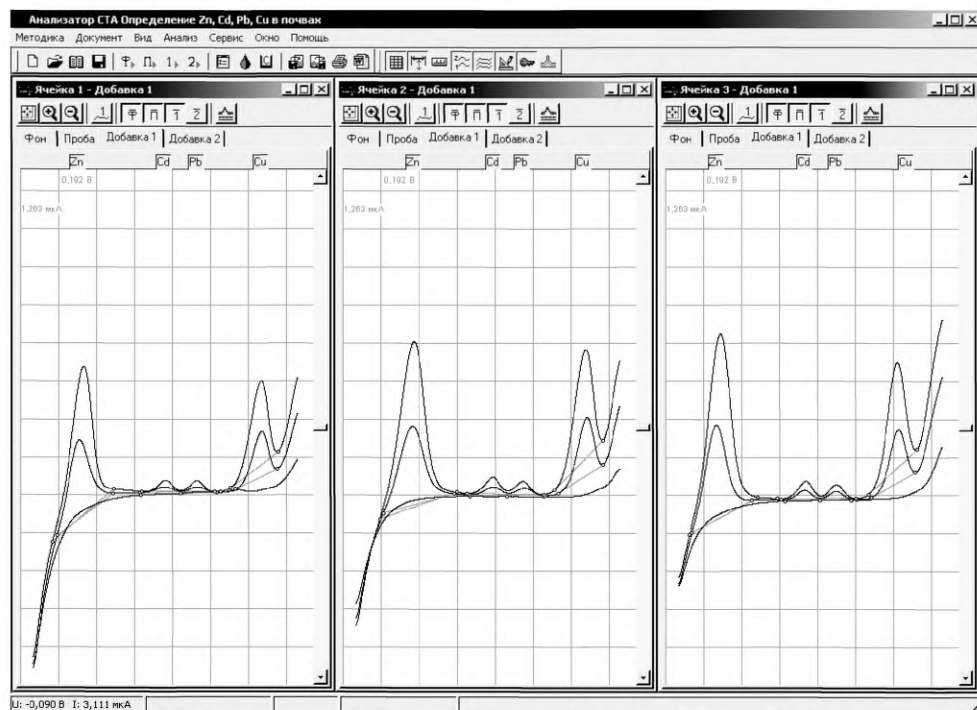 Анализатор СТА Определение Zn, Cd, Pb, Cu в почвах
Методика Документ Вид Анализ Сервис Окно Помощь
Ячейка 1 - Добавка 1
Фон Проба Добавка 1 Добавка 2
Zn Cd Pb Cu
0,192 В
1,263 мкА
Ячейка 2 - Добавка 1
Фон Проба Добавка 1 Добавка 2
Zn Cd Pb Cu
0,192 В
1,263 мкА
Ячейка 3 - Добавка 1
Фон Проба Добавка 1 Добавка 2
Zn Cd Pb Cu
0,192 В
1,263 мкА
U: -0,090 В I: 3,111 мкА